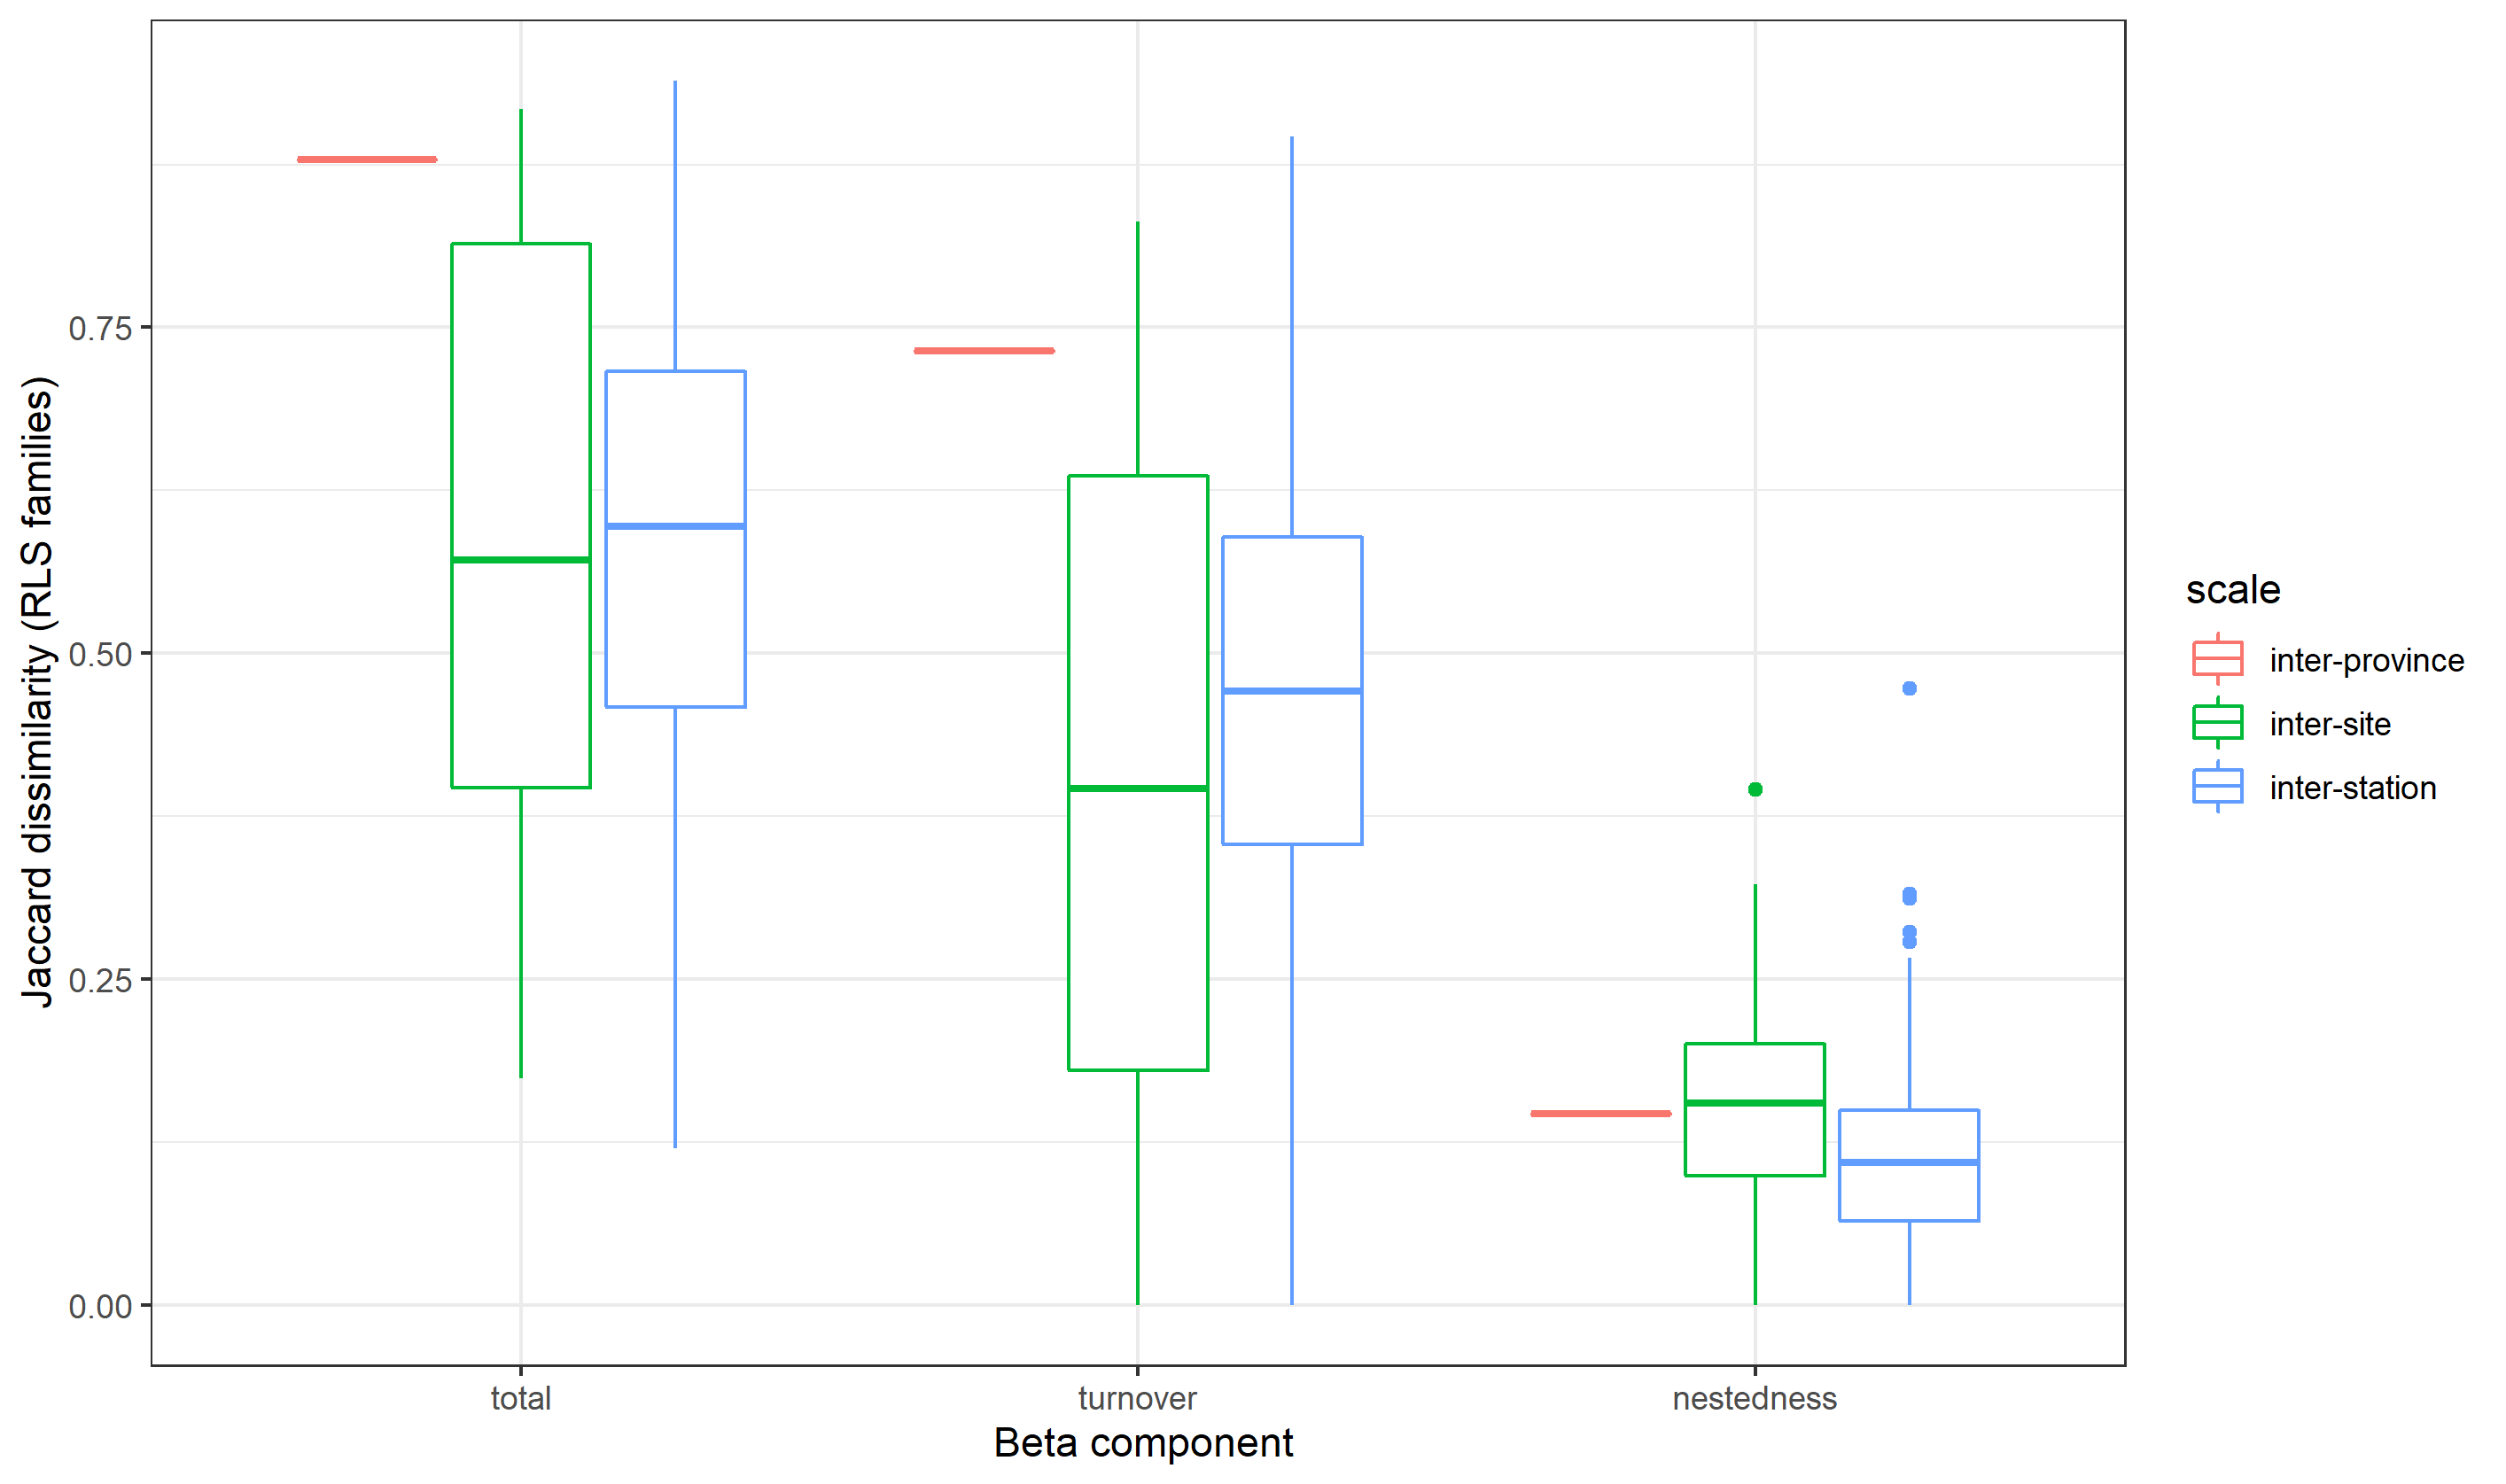 Jaccard dissimilarity (RLS families)
0.75
0.50
0.25
0.00
total
turnover
nestedness
Beta component
scale
inter-province
inter-site
inter-station